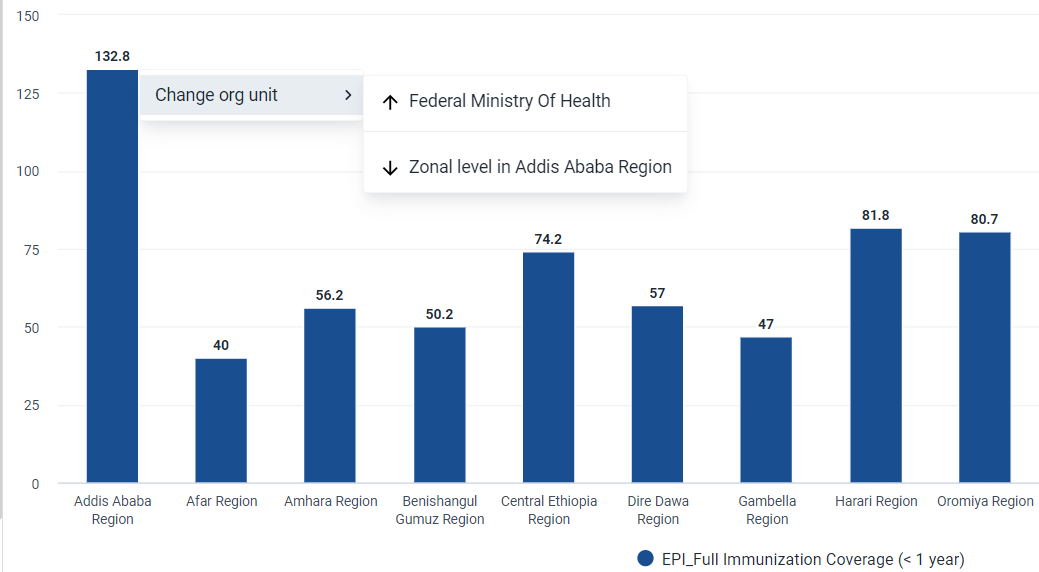 150
132.8
Change org unit
Federal Ministry Of Health
125
Zonal level in Addis Ababa Region
100
81.8
80.7
75
74.2
56.2
57
50.2
50
47
40
25
0
Addis Ababa
Region
Afar Region
Amhara Region
Benishangul
Gumuz Region
Central Ethiopia
Region
Dire Dawa
Region
Gambella
Region
Harari Region
Oromiya Region
EPI_Full Immunization Coverage (< 1 year)